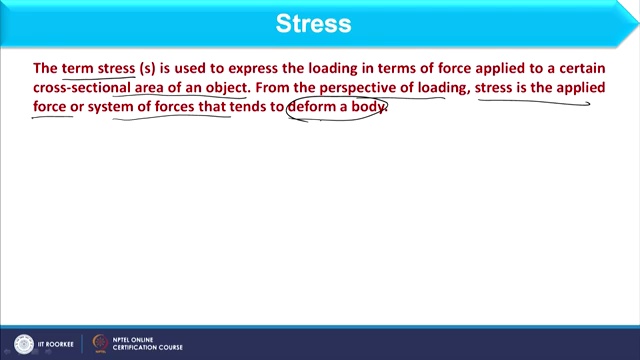 Stress
The term stress (s) is used to express the loading in terms of force applied to a certain
cross-sectional area of an object. From the perspective of loading, stress is the applied
force or system of forces that tends to deform a body.
IIT ROORKEE
NPTEL ONLINE
CERTIFICATION COURSE